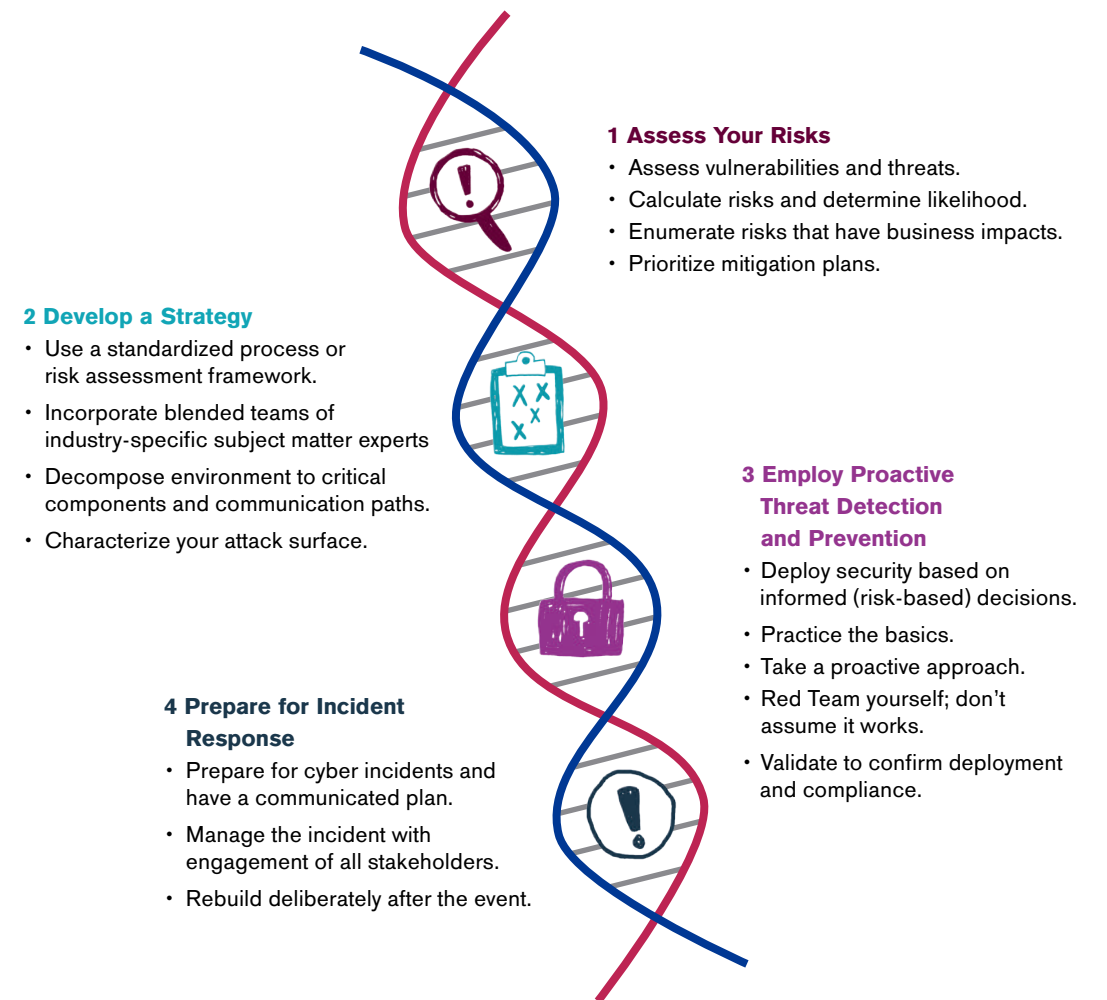 1 Assess Your Risks
• Assess vulnerabilities and threats.
• Calculate risks and determine likelihood.
• Enumerate risks that have business impacts.
• Prioritize mitigation plans.
2 Develop a Strategy
• Use a standardized process or
risk assessment framework.
• Incorporate blended teams of
industry-specific subject matter experts
• Decompose environment to critical
components and communication paths.
• Characterize your attack surface.
3 Employ Proactive
Threat Detection
and Prevention
• Deploy security based on
informed (risk-based) decisions.
• Practice the basics.
• Take a proactive approach.
• Red Team yourself; don’t
assume it works.
• Validate to confirm deployment
and compliance.
4 Prepare for Incident
Response
• Prepare for cyber incidents and
have a communicated plan.
• Manage the incident with
engagement of all stakeholders.
• Rebuild deliberately after the event.